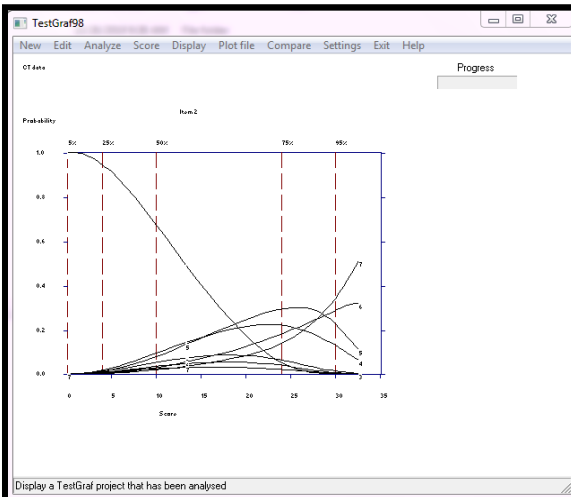 TestGraf98
New Edit Analyze Score Display Plot file Compare Settings Exit Help
CT data
Progress
Item 2
Probability
5% 25% 50% 75% 95%
1.0
0.8
7
0.6
6
0.4
0.2
5
5
4
7
3
0.0
0 5 10 15 20 25 30 35
Score
Display a TestGraf project that has been analysed